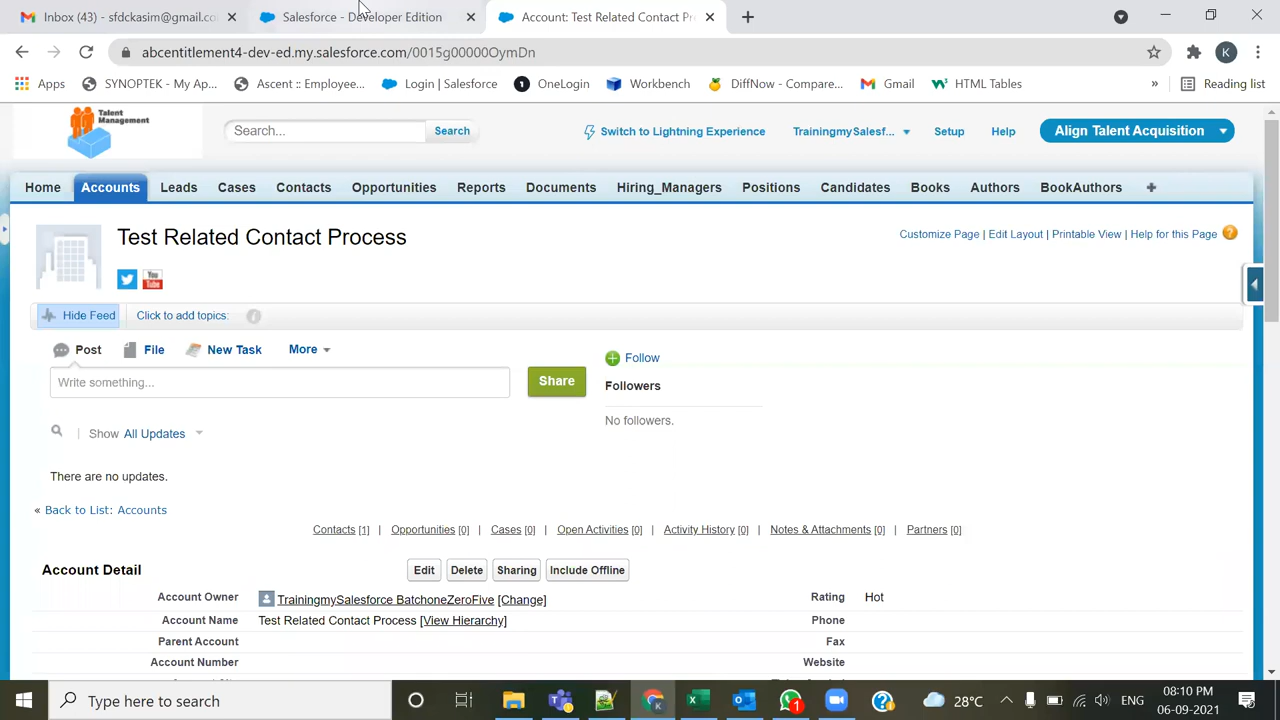 Inbox (43) - sfdckasim@gmail.co
Salesforce - Developer Edition
Account: Test Related Contact Pr
abcentitlement4-dev-ed.my.salesforce.com/0015g00000OymDn
K
Apps
SYNOPTEK - My Ap...
Ascent :: Employee...
Login | Salesforce
OneLogin
Workbench
DiffNow - Compare...
Gmail
HTML Tables
»
Reading list
Talent Management
Search...
Search
Switch to Lightning Experience
TrainingmySalesf...
Setup
Help
Align Talent Acquisition
Home
Accounts
Leads
Cases
Contacts
Opportunities
Reports
Documents
Hiring_Managers
Positions
Candidates
Books
Authors
BookAuthors
Test Related Contact Process
Customize Page | Edit Layout | Printable View | Help for this Page
You Tube
Hide Feed
Click to add topics:
Post
File
New Task
More
Follow
Write something...
Share
Followers
No followers.
Show All Updates
There are no updates.
« Back to List: Accounts
Contacts [1] | Opportunities [0] | Cases [0] | Open Activities [0] | Activity History [0] | Notes & Attachments [0] | Partners [0]
Account Detail
Edit
Delete
Sharing
Include Offline
Account Owner TrainingmySalesforce BatchoneZeroFive [Change]
Rating Hot
Account Name Test Related Contact Process [View Hierarchy]
Phone
Parent Account
Fax
Account Number
Website
Type here to search
1
28°C
ENG
08:10 PM
06-09-2021